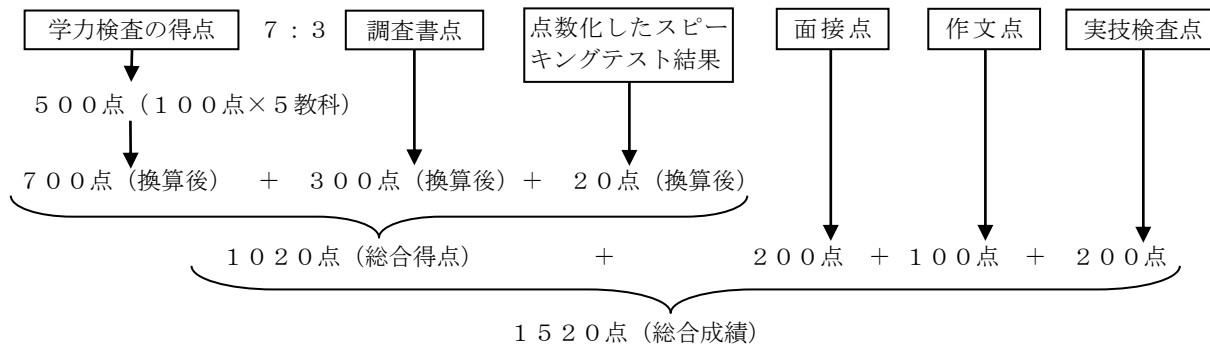 学力検査の得点 ７：３ 調査書点 点数化したスピー
キングテスト結果 面接点 作文点 実技検査点
５００点（１００点×５教科）
７００点（換算後） ＋ ３００点（換算後）＋ ２０点（換算後）
１０２０点（総合得点） ＋ ２００点 ＋ １００点 ＋ ２００点
１５２０点（総合成績）